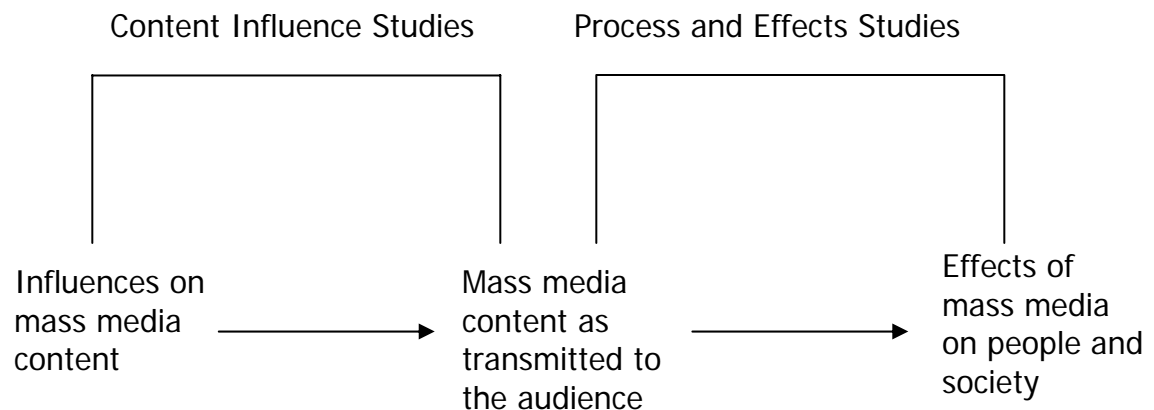 Content Influence Studies
Process and Effects Studies
Influences on
mass media
content
Mass media
content as
transmitted to
the audience
Effects of
mass media
on people and
society